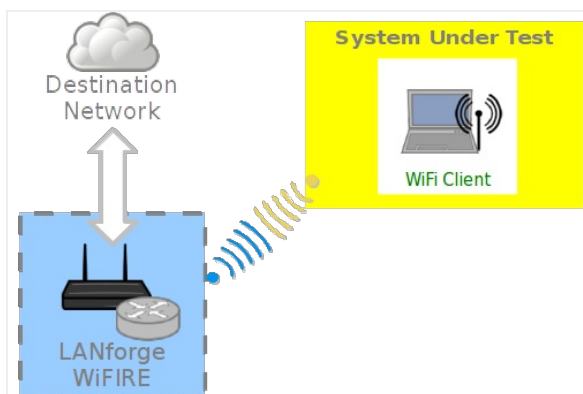 System Under Test
Destination
Network
WiFi Client
LANforge
WiFIRE